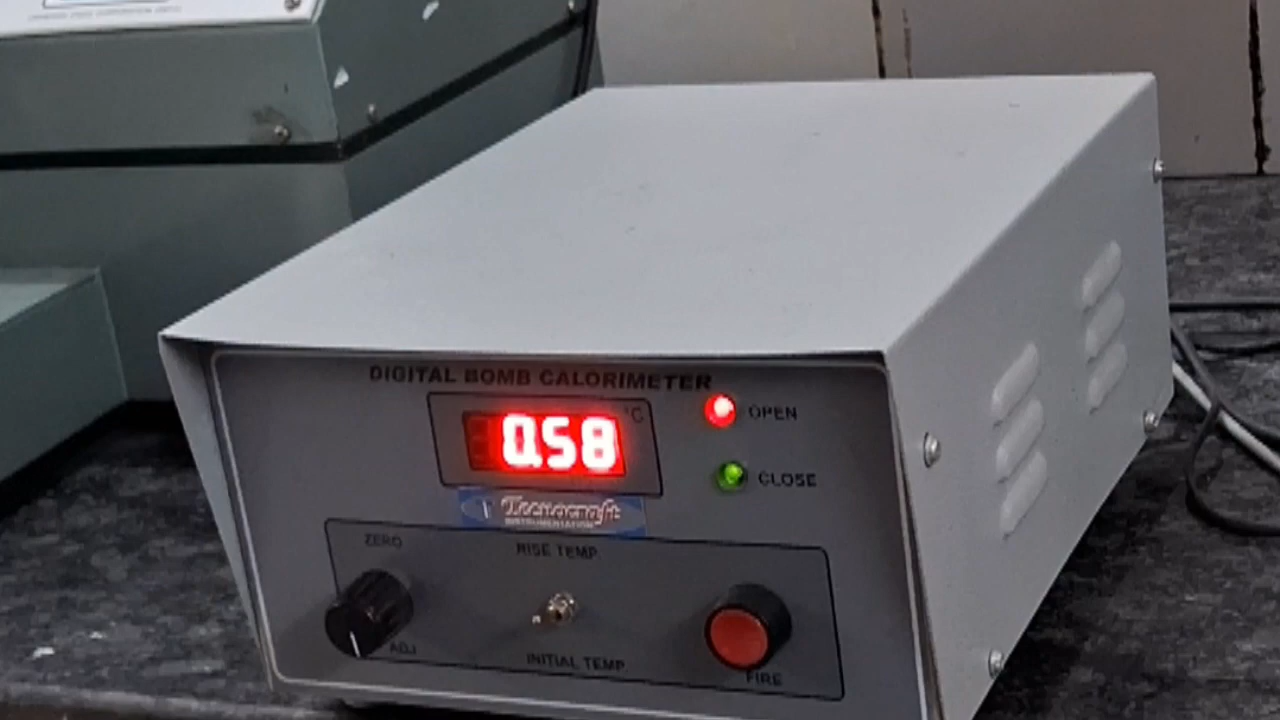 DIGITAL BOMB CALORIMETER
°C
0.58
OPEN
CLOSE
Tecnocraft
INSTRUMENTATION
ZERO
RISE TEMP.
ADJ
INITIAL TEMP.
FIRE